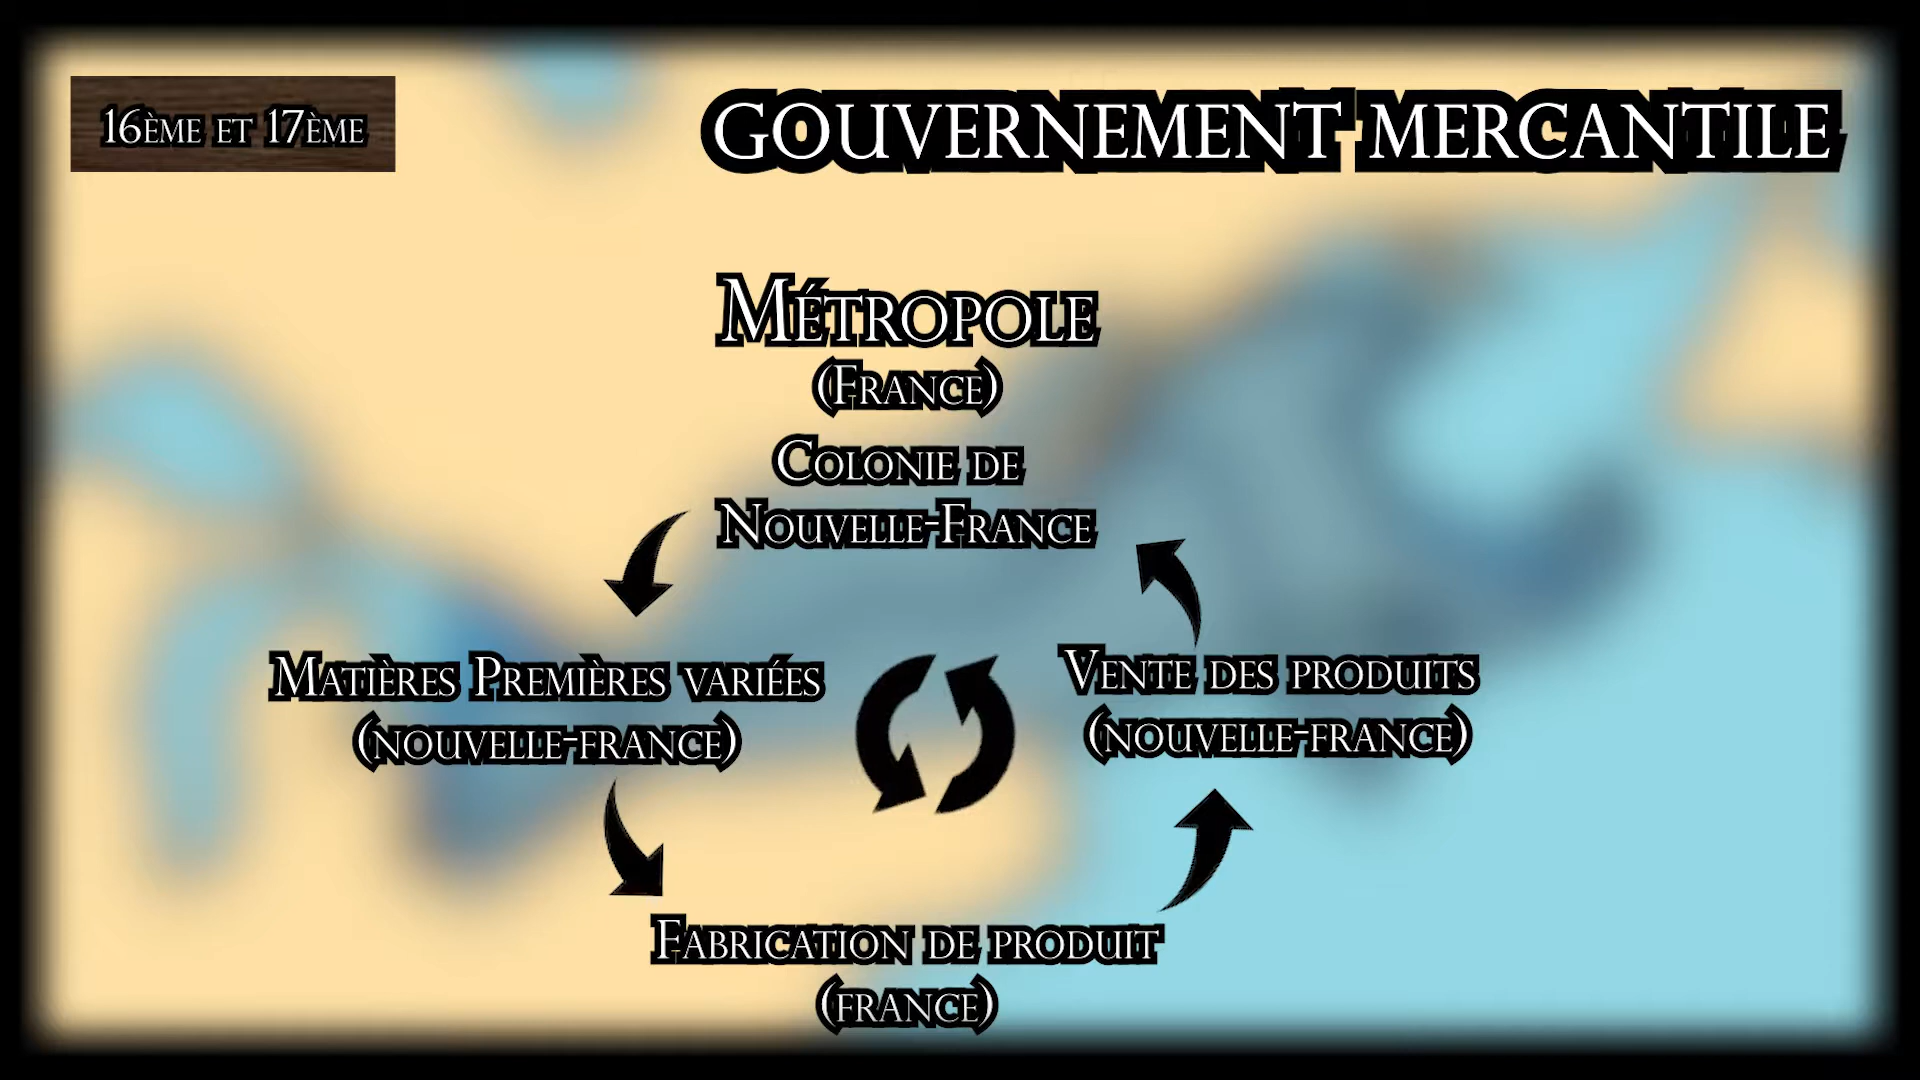 16ème et 17ème
GOUVERNEMENT MERCANTILE
Métropole
(France)
Colonie de
Nouvelle-France
Matières Premières variées
(nouvelle-france)
Vente des produits
(nouvelle-france)
Fabrication de produit
(france)